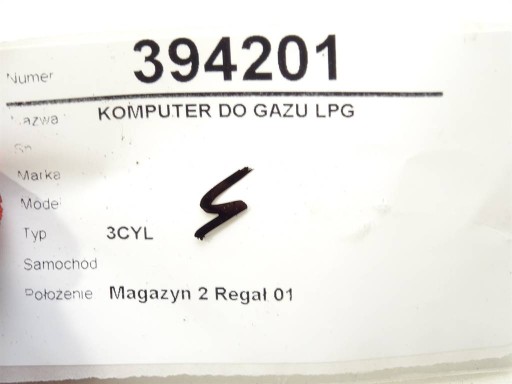 Numer 394201
Nazwa KOMPUTER DO GAZU LPG
Marka
Model
Typ 3CYL
Samochód
Położenie Magazyn 2 Regał 01